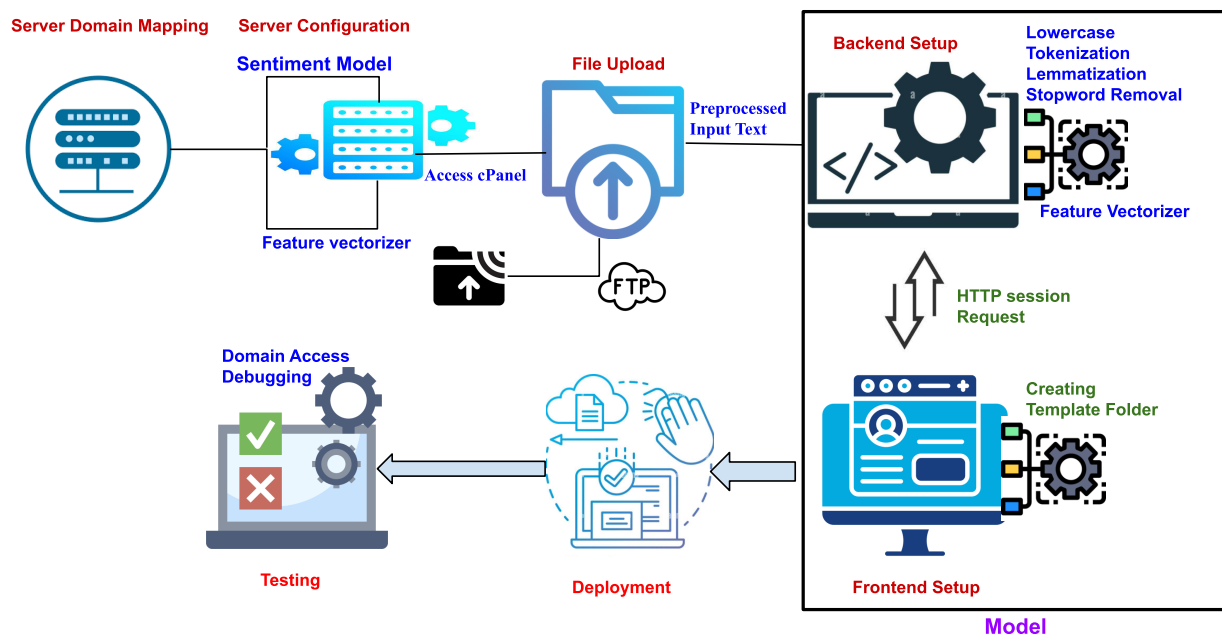 Server Domain Mapping
Server Configuration
Sentiment Model
Feature vectorizer
Access cPanel
File Upload
FTP
Preprocessed
Input Text
Backend Setup
Lowercase
Tokenization
Lemmatization
Stopword Removal
</>
Feature Vectorizer
HTTP session
Request
Creating
Template Folder
Frontend Setup
Model
Deployment
Domain Access
Debugging
Testing